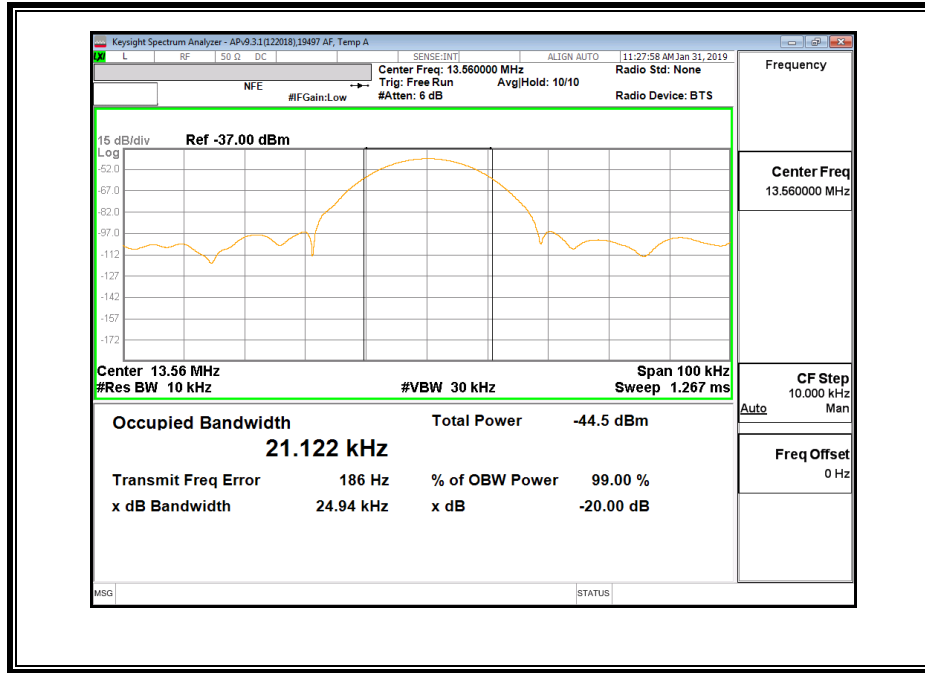 Keysight Spectrum Analyzer - APv9.3.1(122018),19497 AF, Temp A
LXI L RF 50 Ω DC SENSE:INT ALIGN AUTO 11:27:58 AM Jan 31, 2019
Center Freq: 13.560000 MHz Radio Std: None
NFE Trig: Free Run Avg|Hold: 10/10
#IFGain:Low #Atten: 6 dB Radio Device: BTS
15 dB/div Ref -37.00 dBm
Log
-52.0
-67.0
-82.0
-97.0
-112
-127
-142
-157
-172
Center 13.56 MHz Span 100 kHz
#Res BW 10 kHz #VBW 30 kHz Sweep 1.267 ms
Occupied Bandwidth Total Power -44.5 dBm
21.122 kHz
Transmit Freq Error 186 Hz % of OBW Power 99.00 %
x dB Bandwidth 24.94 kHz x dB -20.00 dB
MSG STATUS
Frequency
Center Freq
13.560000 MHz
CF Step
10.000 kHz
Auto Man
Freq Offset
0 Hz